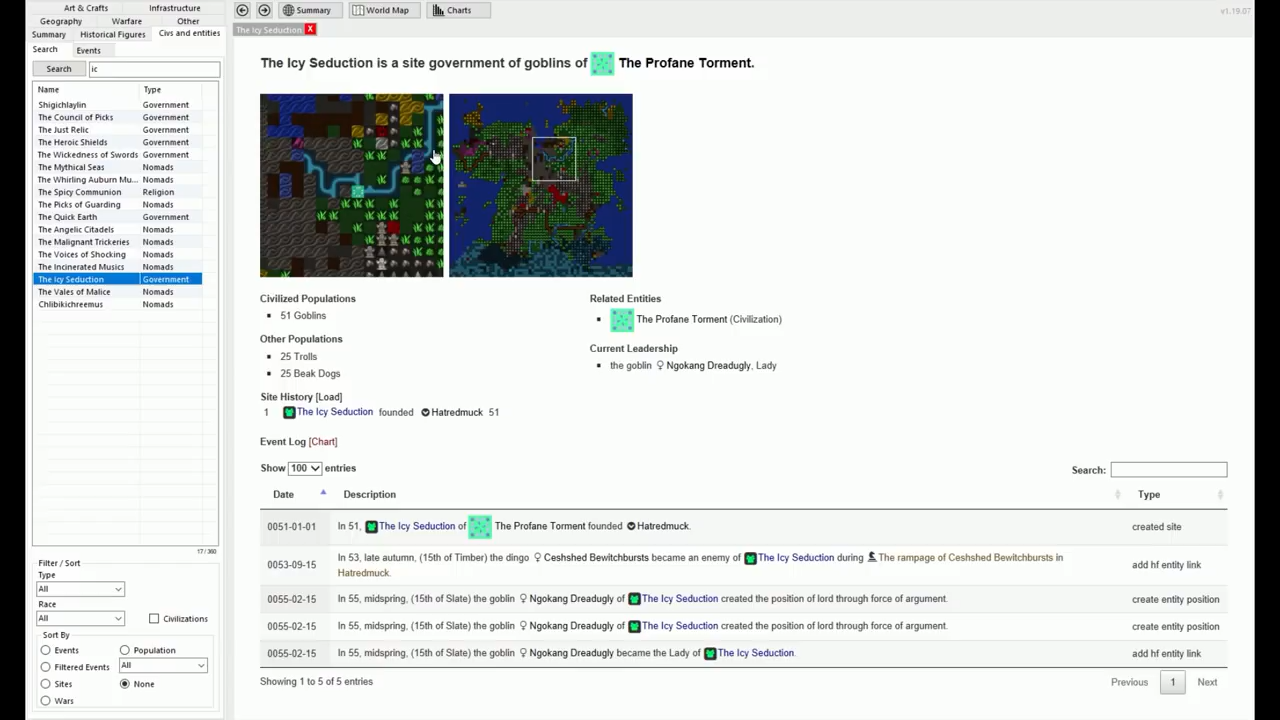 Art & Crafts Infrastructure
Geography Warfare Other
Summary Historical Figures Civs and entities
Search Events
Search ic
Name Type
Shigichlaylin Government
The Council of Picks Government
The Just Relic Government
The Heroic Shields Government
The Wickedness of Swords Government
The Mythical Seas Nomads
The Whirling Auburn Mu... Nomads
The Spicy Communion Religion
The Picks of Guarding Nomads
The Quick Earth Government
The Angelic Citadels Nomads
The Malignant Trickeries Nomads
The Voices of Shocking Nomads
The Incinerated Musics Nomads
The Icy Seduction Government
The Vales of Malice Nomads
Chlibikichreemus Nomads
17 / 360
Filter / Sort
Type
All
Race
All Civilizations
Sort By
Events Population
Filtered Events All
Sites None
Wars
Summary World Map Charts v1.19.07
The Icy Seduction X
The Icy Seduction is a site government of goblins of The Profane Torment.
Civilized Populations
51 Goblins
Other Populations
25 Trolls
25 Beak Dogs
Related Entities
The Profane Torment (Civilization)
Current Leadership
the goblin ♀ Ngokang Dreadugly, Lady
Site History [Load]
1 The Icy Seduction founded Hatredmuck 51
Event Log [Chart]
Show 100 entries Search:
Date Description Type
0051-01-01 In 51, The Icy Seduction of The Profane Torment founded Hatredmuck. created site
0053-09-15 In 53, late autumn, (15th of Timber) the dingo ♀ Ceshshed Bewitchbursts became an enemy of The Icy Seduction during The rampage of Ceshshed Bewitchbursts in add hf entity link
Hatredmuck.
0055-02-15 In 55, midspring, (15th of Slate) the goblin ♀ Ngokang Dreadugly of The Icy Seduction created the position of lord through force of argument. create entity position
0055-02-15 In 55, midspring, (15th of Slate) the goblin ♀ Ngokang Dreadugly of The Icy Seduction created the position of lord through force of argument. create entity position
0055-02-15 In 55, midspring, (15th of Slate) the goblin ♀ Ngokang Dreadugly became the Lady of The Icy Seduction. add hf entity link
Showing 1 to 5 of 5 entries Previous 1 Next